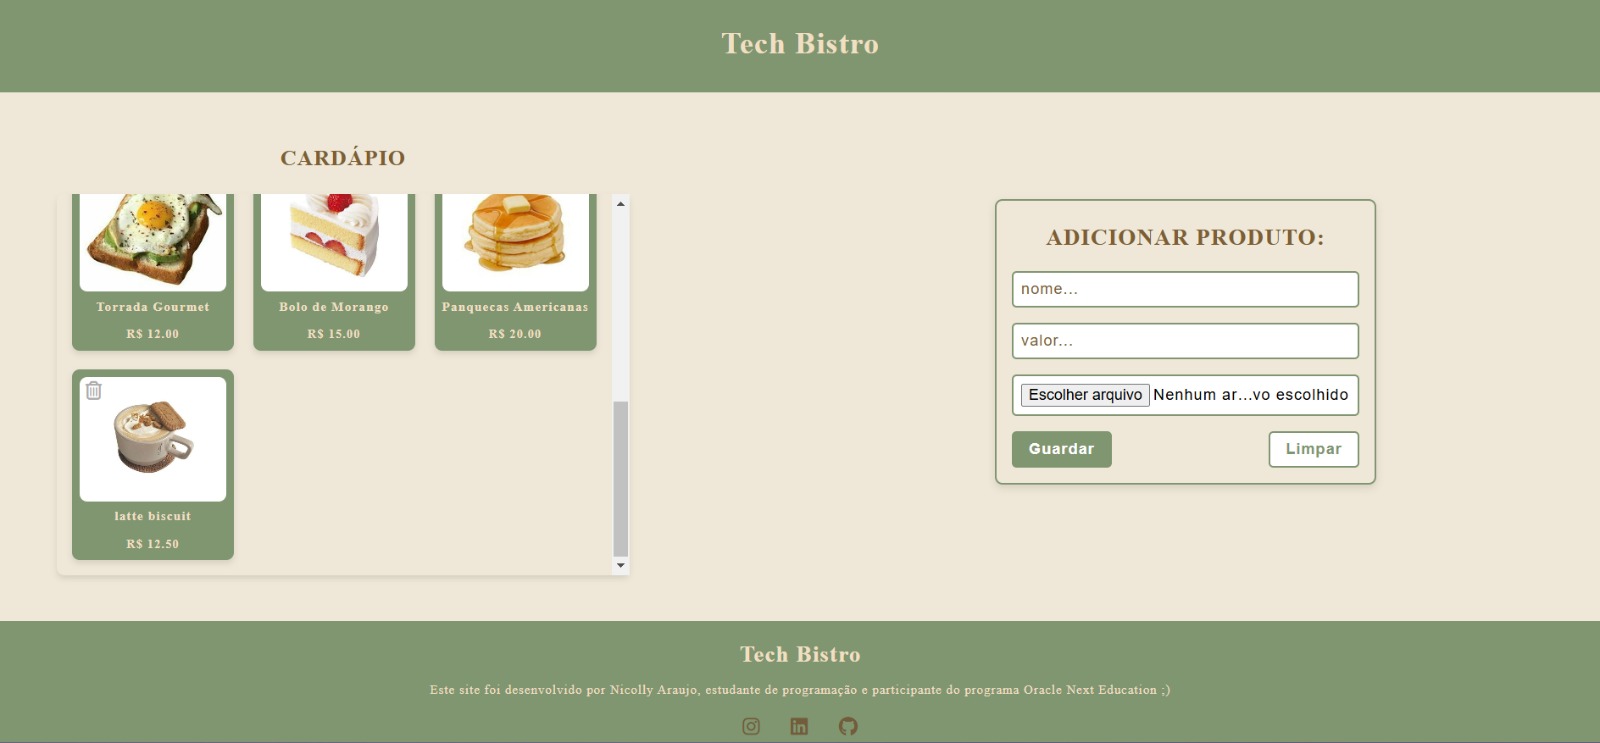 Tech Bistro
CARDÁPIO
Torrada Gourmet
R$ 12.00
Bolo de Morango
R$ 15.00
Panquecas Americanas
R$ 20.00
latte biscuit
R$ 12.50
ADICIONAR PRODUTO:
nome...
valor...
Escolher arquivo Nenhum ar...vo escolhido
Guardar
Limpar
Tech Bistro
Este site foi desenvolvido por Nicolly Araujo, estudante de programação e participante do programa Oracle Next Education ;)
in